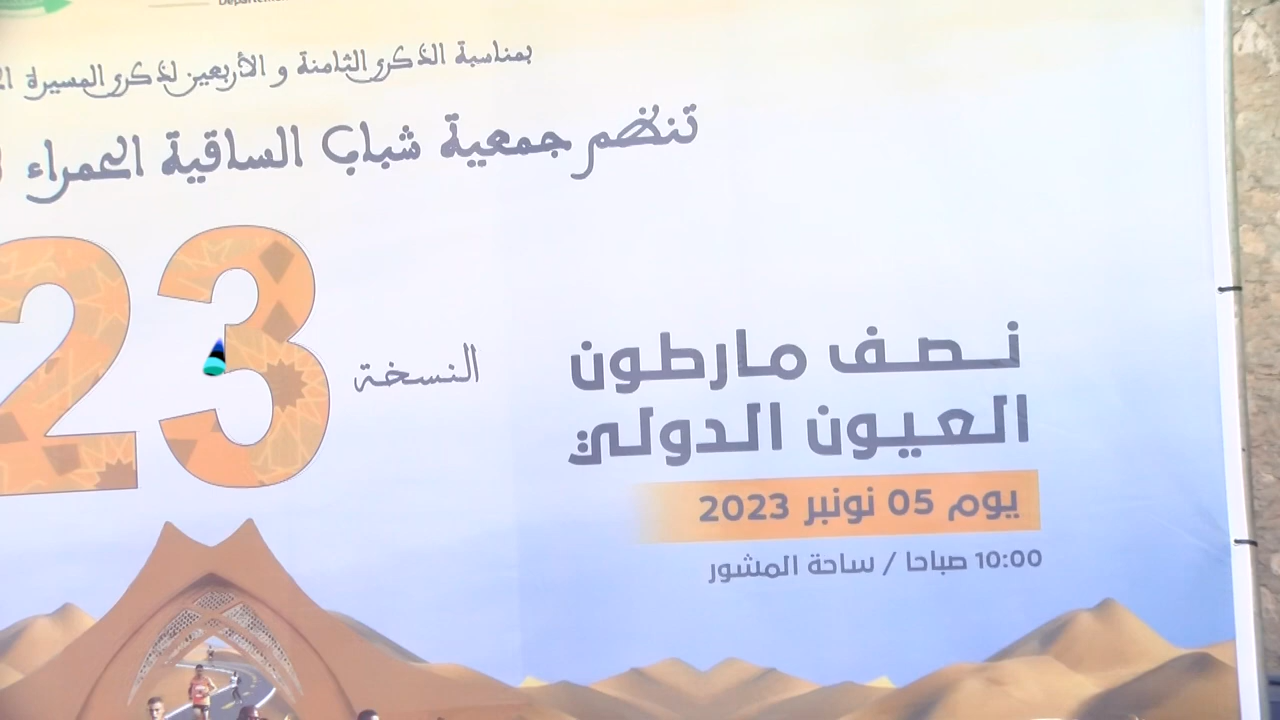 بمناسبة الذكرى الثامنة و الأربعين لذكرى المسيرة
تنظم جمعية شباب الساقية الحمراء
النسخة 23
نصف مارطون
العيون الدولي
يوم 05 نونبر 2023
10:00 صباحا / ساحة المشور